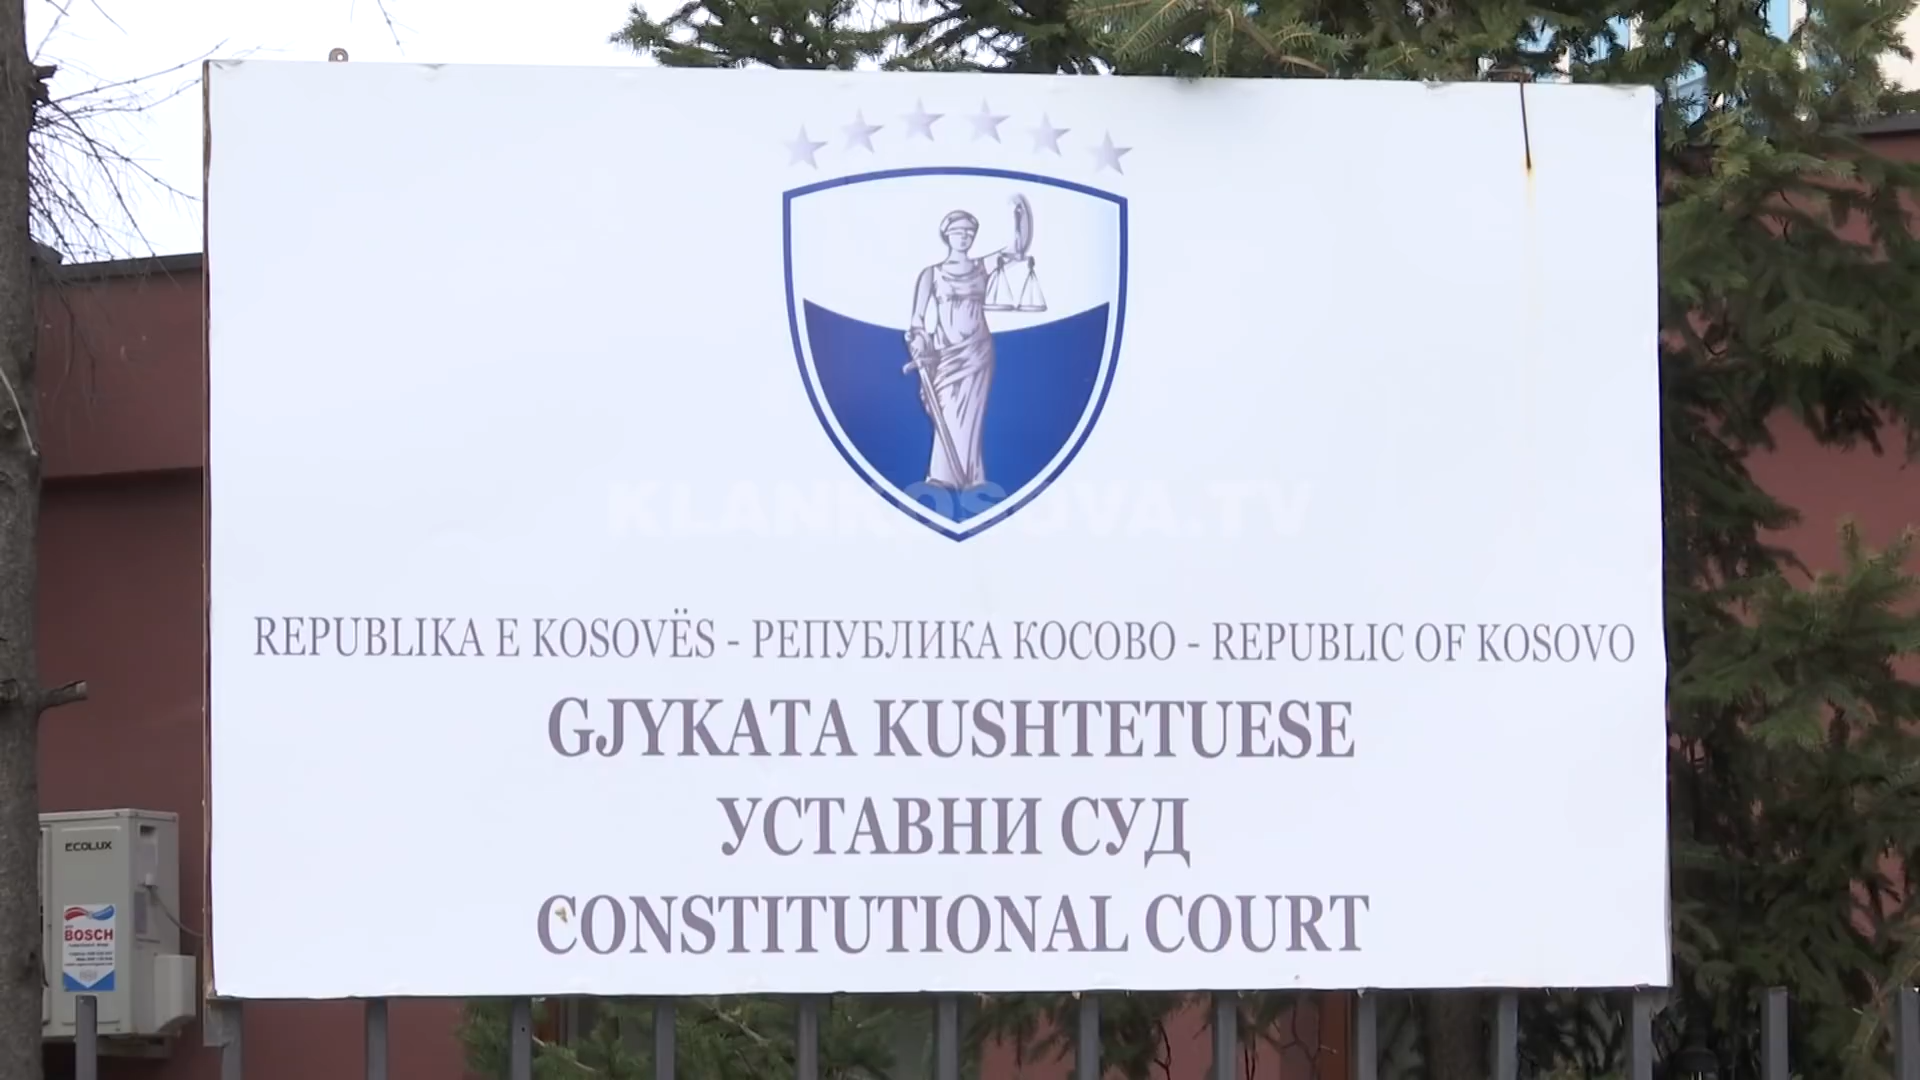 KLANKOSOVA.TV
REPUBLIKA E KOSOVËS - РЕПУБЛИКА КОСОВО - REPUBLIC OF KOSOVO
GJYKATA KUSHTETUESE
УСТАВНИ СУД
CONSTITUTIONAL COURT
ECOLUX
BOSCH